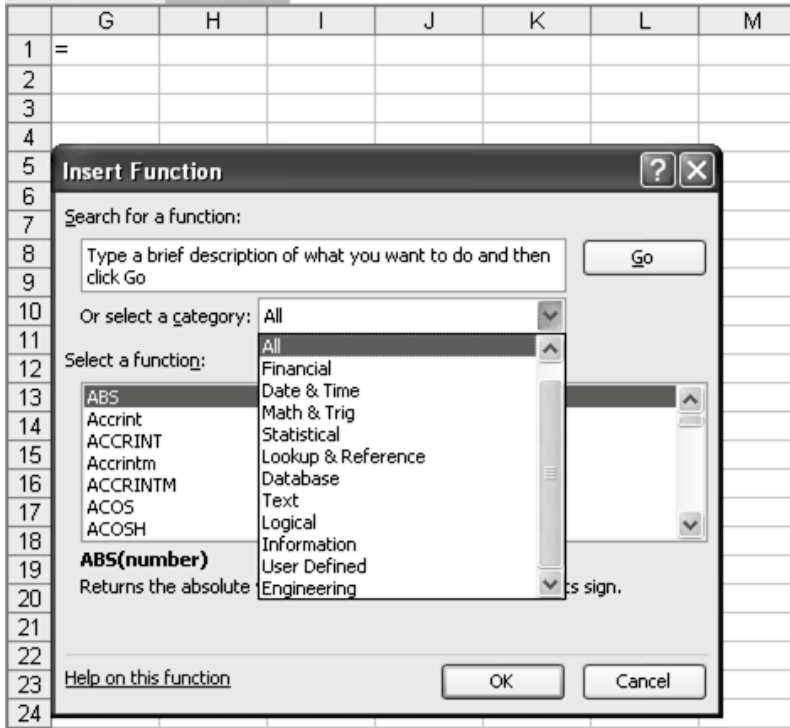 G H I J K L M
1 =
2
3
4
5
Insert Function
6
7
Search for a function:
8
Type a brief description of what you want to do and then
Go
9
click Go
10
Or select a category: All
11
All
12
Select a function:
Financial
13
ABS
Date & Time
14
Accrint
Math & Trig
15
ACCRINT
Statistical
Accrintm
Lookup & Reference
16
ACCRINTM
Database
17
ACOS
Text
18
ACOSH
Logical
19
ABS(number)
Information
User Defined
20
Returns the absolute
Engineering
s sign.
21
22
23
Help on this function
OK
Cancel
24